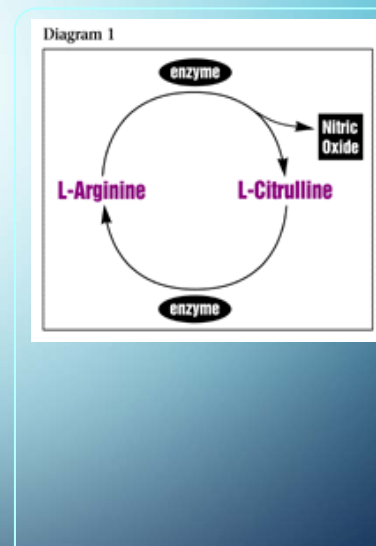 Diagram 1
enzyme
Nitric
Oxide
L-Arginine
L-Citrulline
enzyme